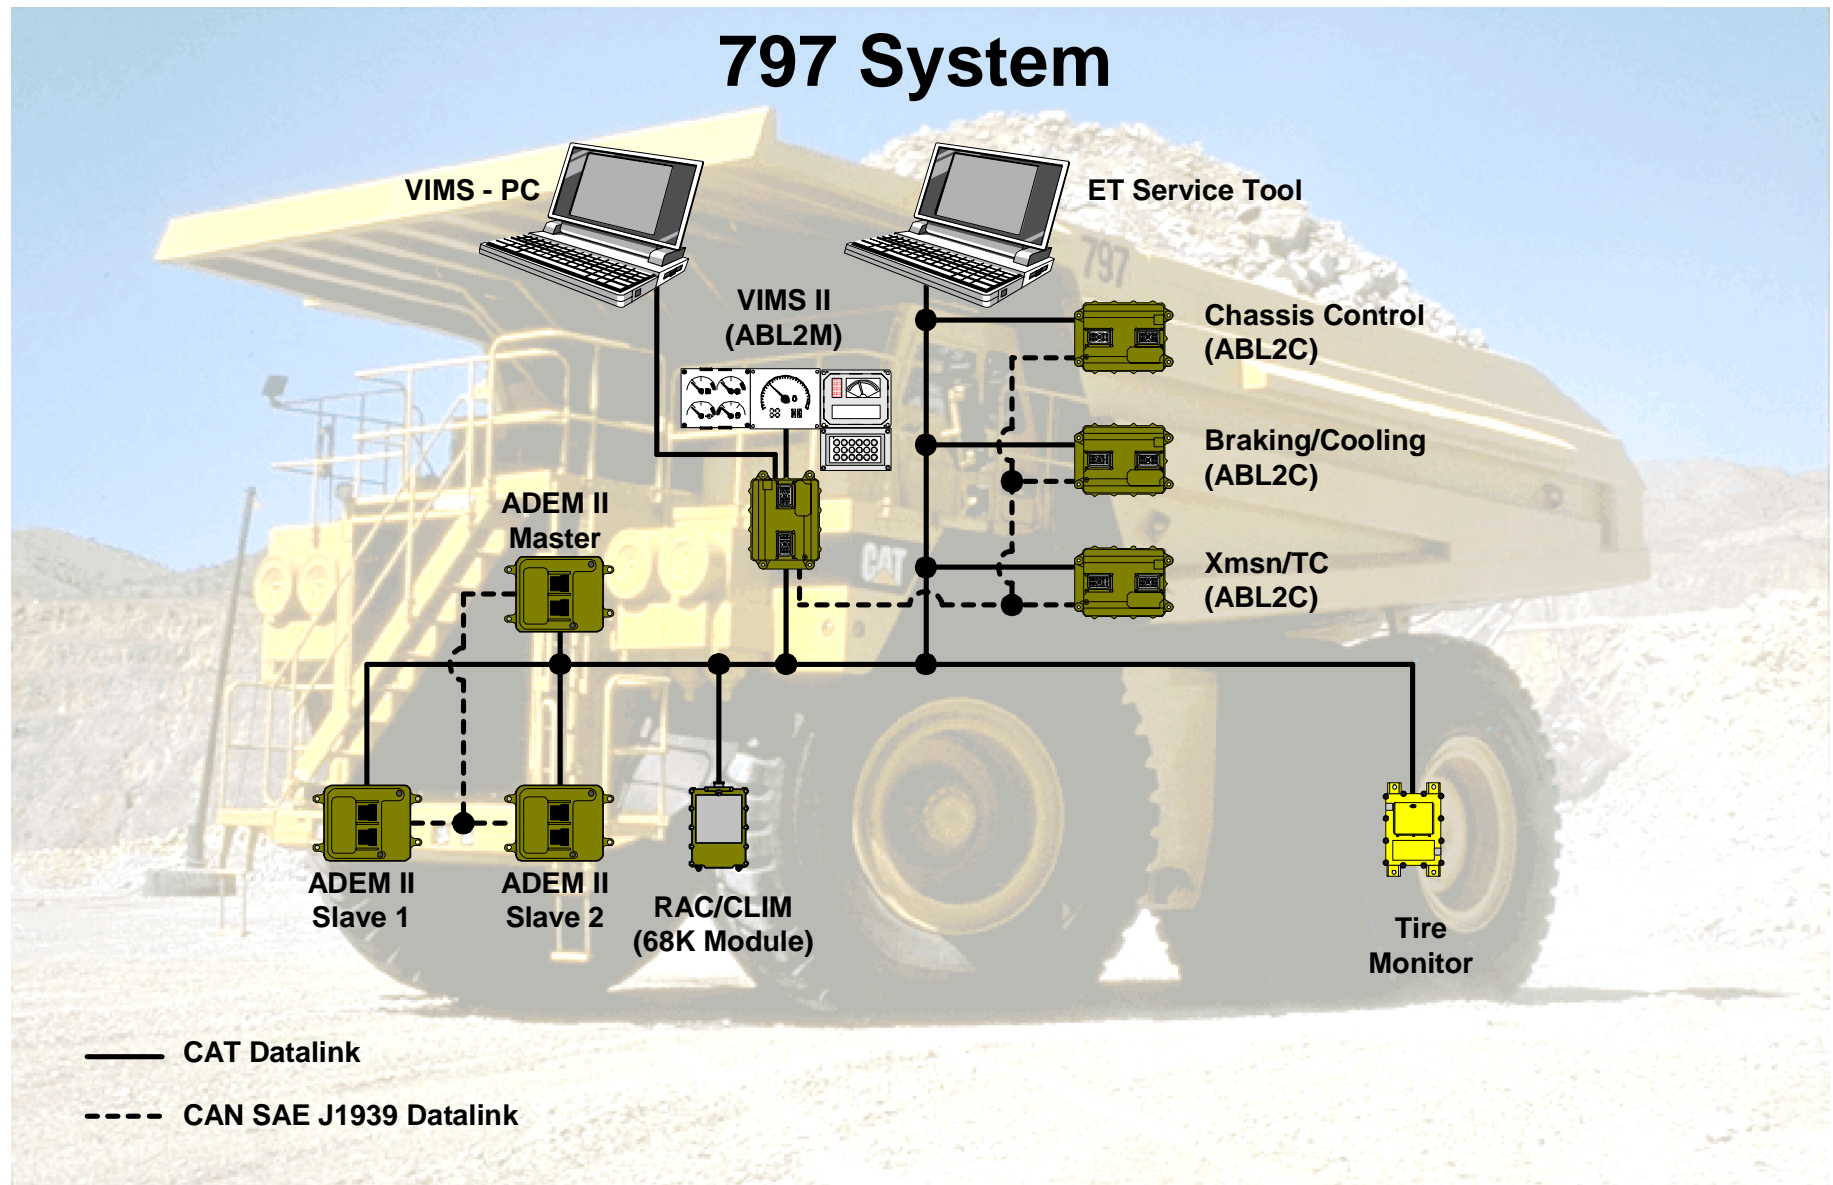 797 System
VIMS - PC
ET Service Tool
797
VIMS II
(ABL2M)
Chassis Control
(ABL2C)
Braking/Cooling
(ABL2C)
ADEM II
Master
CAT
Xmsn/TC
(ABL2C)
ADEM II
Slave 1
ADEM II
Slave 2
RAC/CLIM
(68K Module)
Tire
Monitor
CAT Datalink
CAN SAE J1939 Datalink